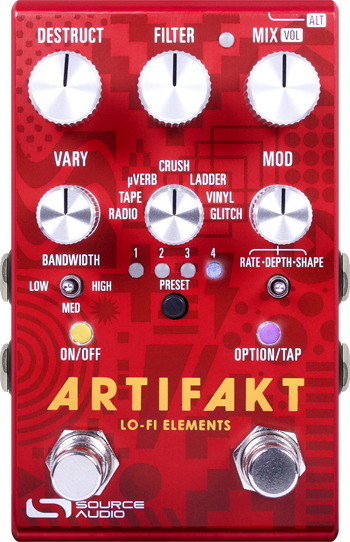 ALT
DESTRUCT FILTER MIX VOL
VARY CRUSH MOD
µVERB LADDER
TAPE VINYL
RADIO GLITCH
BANDWIDTH 1 2 3 4 RATE-DEPTH-SHAPE
LOW HIGH PRESET
MED
ON/OFF OPTION/TAP
ARTIFAKT
LO-FI ELEMENTS
SOURCE
AUDIO